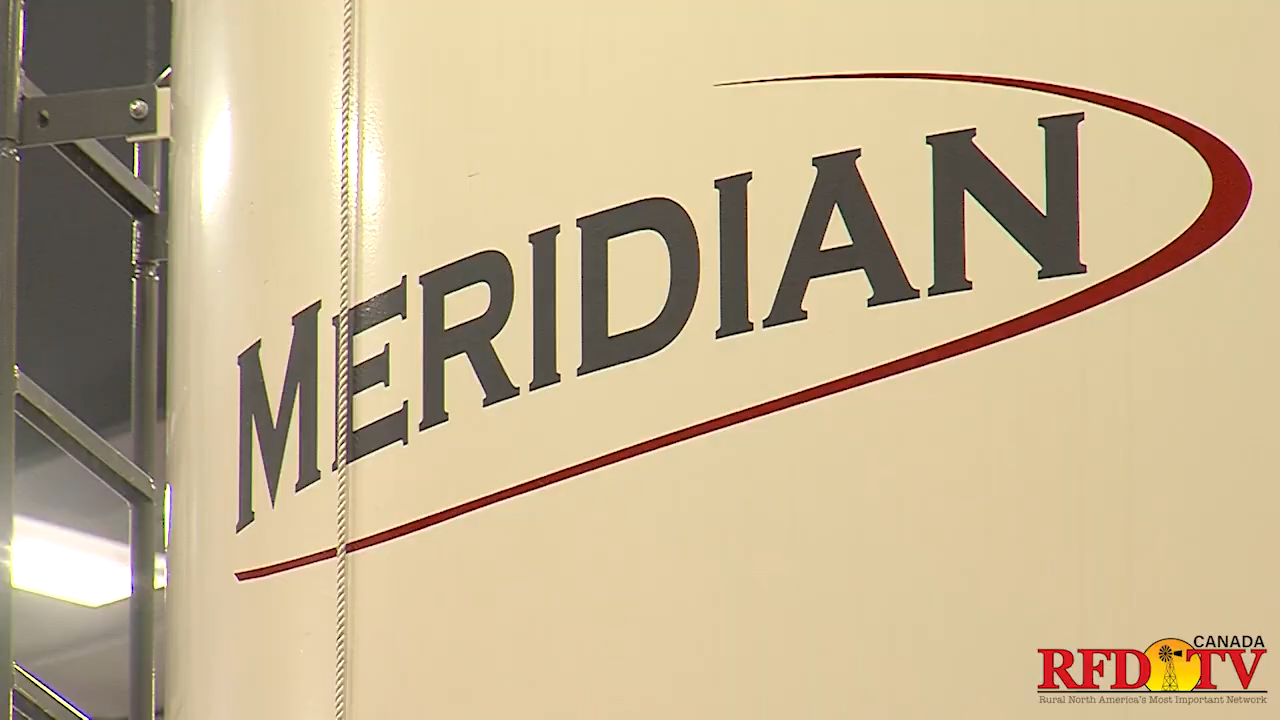 MERIDIAN
CANADA
RFD TV
Rural North America's Most Important Network